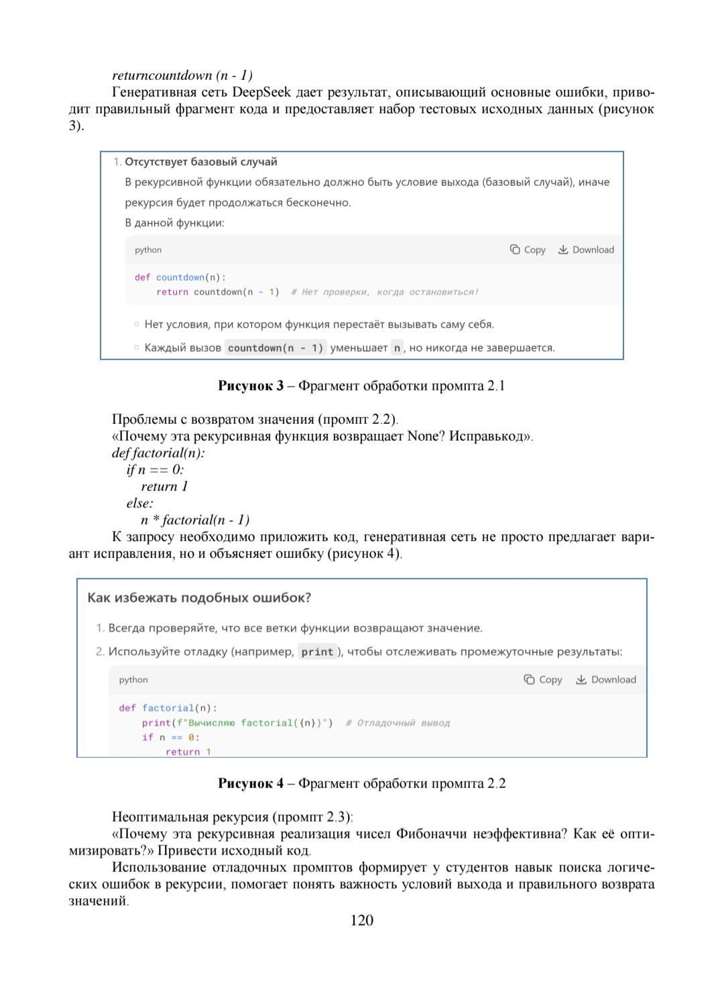 returncountdown (n - 1)
Генеративная сеть DeepSeek дает результат, описывающий основные ошибки, приво-
дит правильный фрагмент кода и предоставляет набор тестовых исходных данных (рисунок
3).
1. Отсутствует базовый случай
В рекурсивной функции обязательно должно быть условие выхода (базовый случай), иначе
рекурсия будет продолжаться бесконечно.
В данной функции:
python Copy Download
def countdown(n):
    return countdown(n - 1)  # Нет проверки, когда остановиться!
○ Нет условия, при котором функция перестаёт вызывать саму себя.
○ Каждый вызов countdown(n - 1) уменьшает n, но никогда не завершается.
Рисунок 3 – Фрагмент обработки промпта 2.1
Проблемы с возвратом значения (промпт 2.2).
«Почему эта рекурсивная функция возвращает None? Исправькод».
def factorial(n):
if n == 0:
return 1
else:
n * factorial(n - 1)
К запросу необходимо приложить код, генеративная сеть не просто предлагает вари-
ант исправления, но и объясняет ошибку (рисунок 4).
Как избежать подобных ошибок?
1. Всегда проверяйте, что все ветки функции возвращают значение.
2. Используйте отладку (например, print), чтобы отслеживать промежуточные результаты:
python Copy Download
def factorial(n):
    print(f"Вычисляю factorial({n})")  # Отладочный вывод
    if n == 0:
        return 1
Рисунок 4 – Фрагмент обработки промпта 2.2
Неоптимальная рекурсия (промпт 2.3):
«Почему эта рекурсивная реализация чисел Фибоначчи неэффективна? Как её опти-
мизировать?» Привести исходный код.
Использование отладочных промптов формирует у студентов навык поиска логиче-
ских ошибок в рекурсии, помогает понять важность условий выхода и правильного возврата
значений.
120